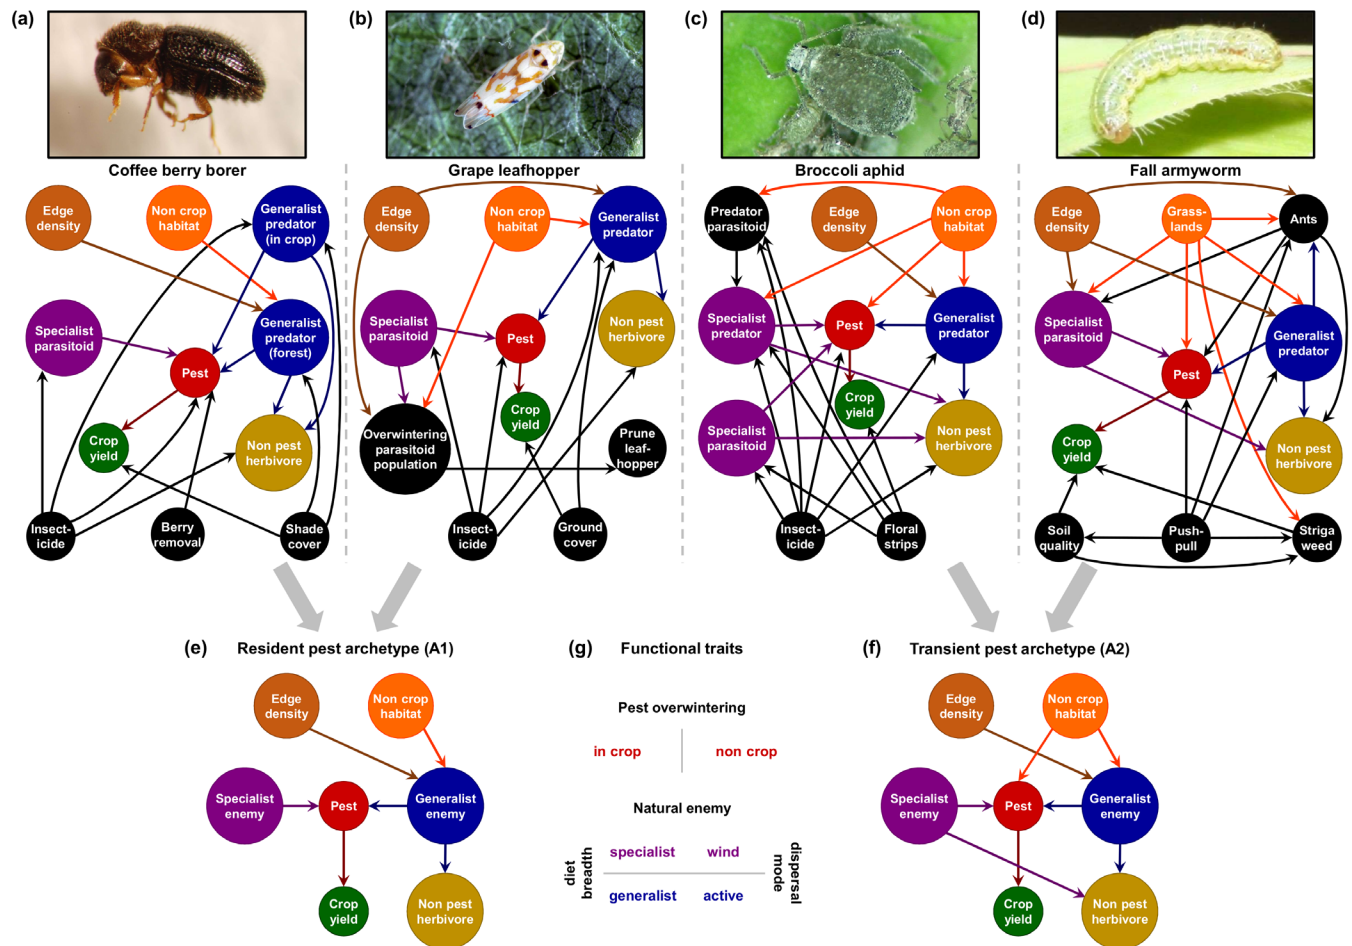 (a)
(b)
(c)
(d)
Coffee berry borer
Grape leafhopper
Broccoli aphid
Fall armyworm
Edge
density
Non crop
habitat
Generalist
predator
(in crop)
Specialist
parasitoid
Generalist
predator
(forest)
Pest
Crop
yield
Non pest
herbivore
Insect-
icide
Berry
removal
Shade
cover
Edge
density
Non crop
habitat
Generalist
predator
Specialist
parasitoid
Pest
Non pest
herbivore
Crop
yield
Overwintering
parasitoid
population
Prune
leaf-
hopper
Insect-
icide
Ground
cover
Predator
parasitoid
Edge
density
Non crop
habitat
Specialist
predator
Pest
Generalist
predator
Crop
yield
Specialist
parasitoid
Non pest
herbivore
Insect-
icide
Floral
strips
Edge
density
Grass-
lands
Ants
Specialist
parasitoid
Generalist
predator
Pest
Crop
yield
Non pest
herbivore
Soil
quality
Push-
pull
Striga
weed
(e)
Resident pest archetype (A1)
Edge
density
Non crop
habitat
Specialist
enemy
Pest
Generalist
enemy
Crop
yield
Non pest
herbivore
(g)
Functional traits
Pest overwintering
in crop
non crop
Natural enemy
diet
breadth
specialist
wind
generalist
active
dispersal
mode
(f)
Transient pest archetype (A2)
Edge
density
Non crop
habitat
Specialist
enemy
Pest
Generalist
enemy
Crop
yield
Non pest
herbivore